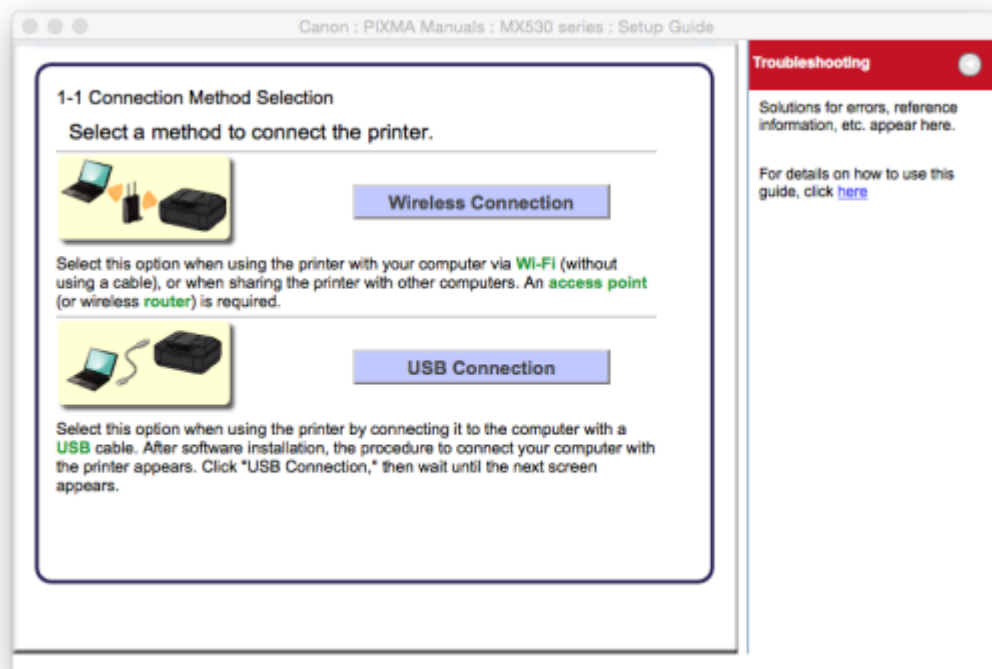 Canon : PIXMA Manuals : MX530 series : Setup Guide
1-1 Connection Method Selection
Select a method to connect the printer.
Wireless Connection
Select this option when using the printer with your computer via Wi-Fi (without
using a cable), or when sharing the printer with other computers. An access point
(or wireless router) is required.
USB Connection
Select this option when using the printer by connecting it to the computer with a
USB cable. After software installation, the procedure to connect your computer with
the printer appears. Click "USB Connection," then wait until the next screen
appears.
Troubleshooting
Solutions for errors, reference
information, etc. appear here.
For details on how to use this
guide, click here